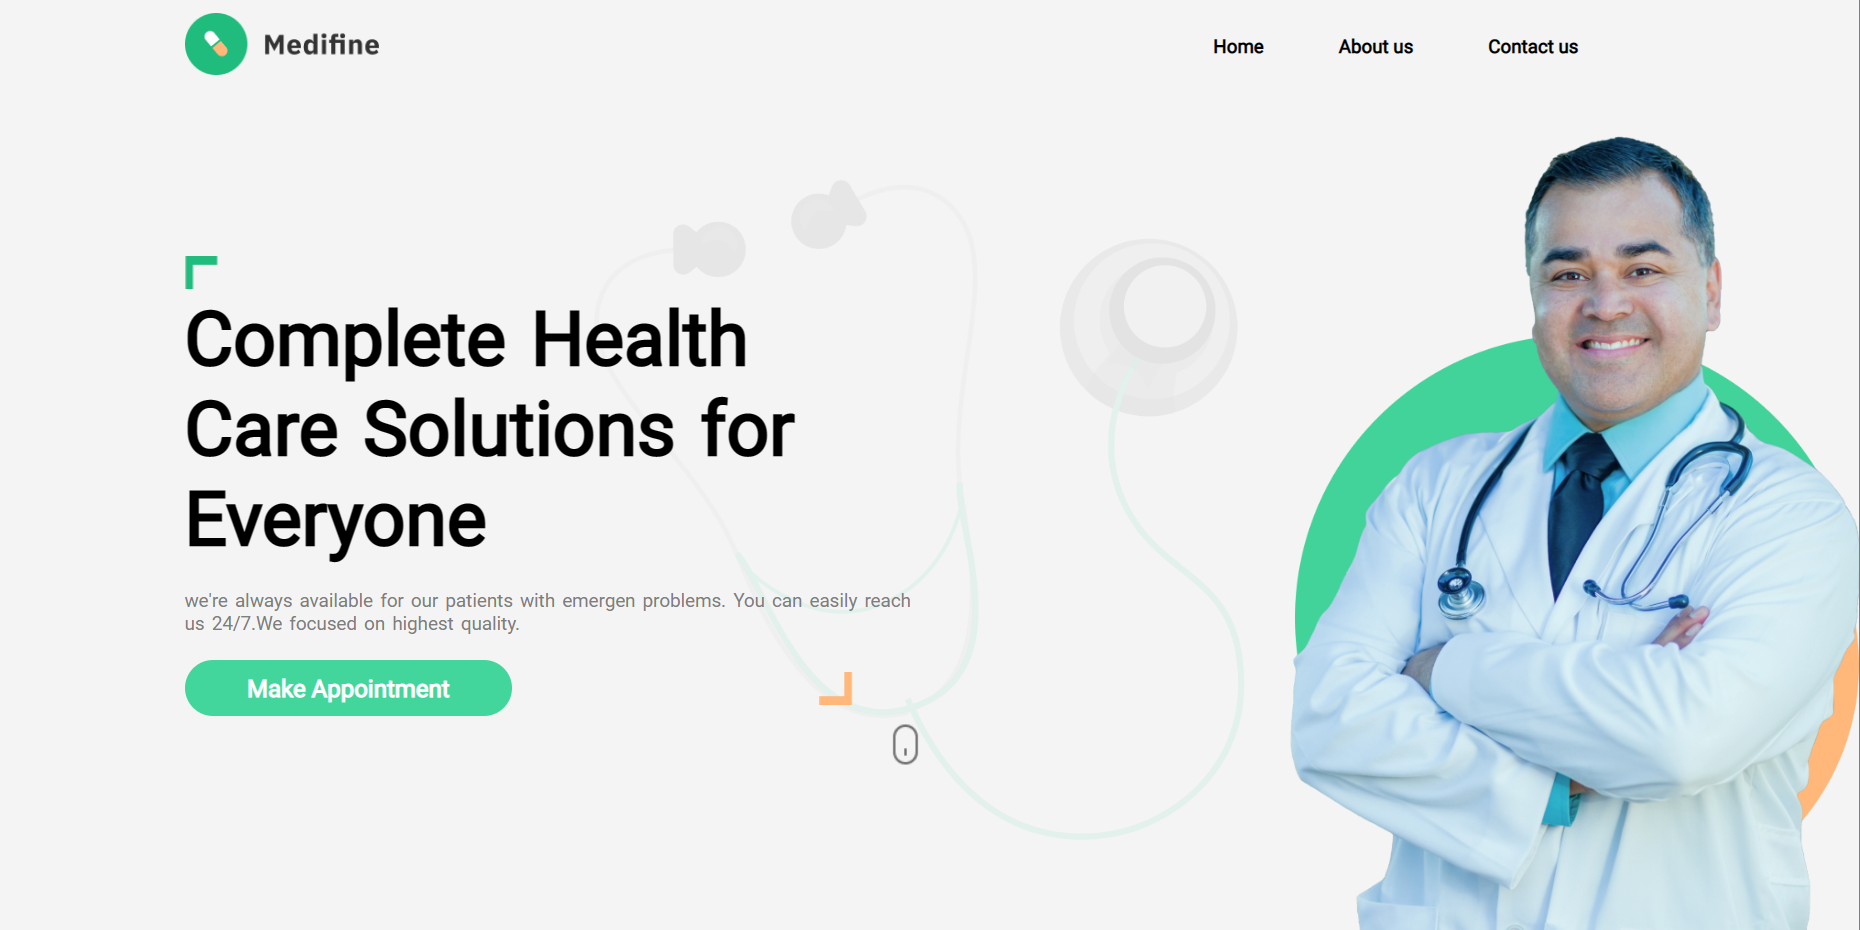 Medifine
Home
About us
Contact us
Complete Health
Care Solutions for
Everyone
we're always available for our patients with emergen problems. You can easily reach
us 24/7.We focused on highest quality.
Make Appointment